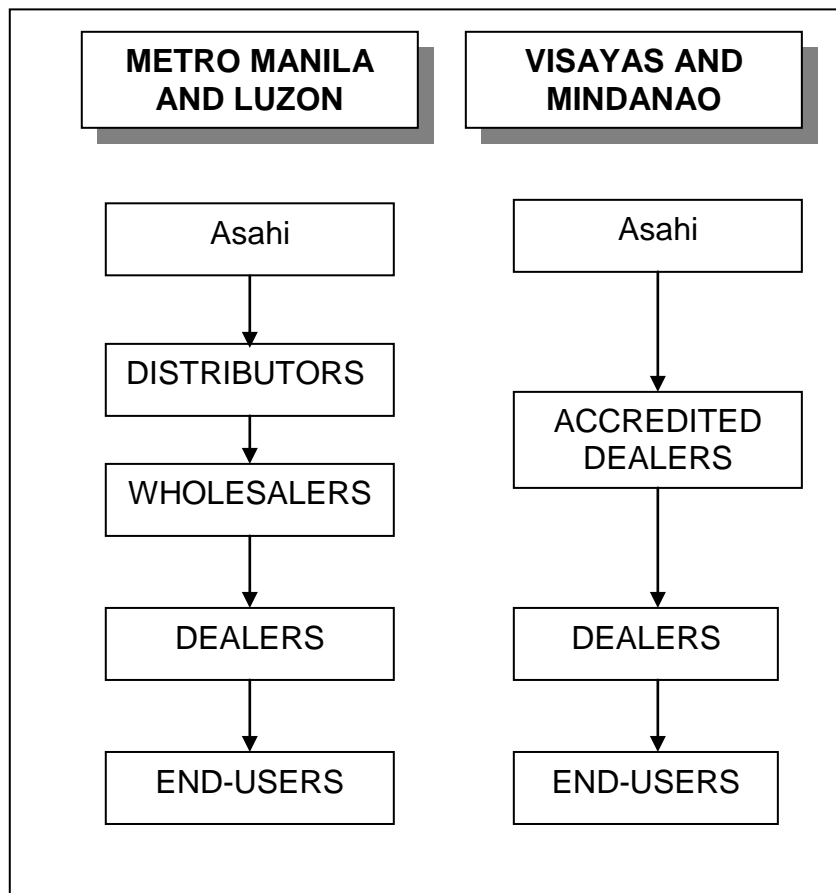 METRO MANILA
AND LUZON
Asahi
DISTRIBUTORS
WHOLESALERS
DEALERS
END-USERS
VISAYAS AND
MINDANAO
Asahi
ACCREDITED
DEALERS
DEALERS
END-USERS